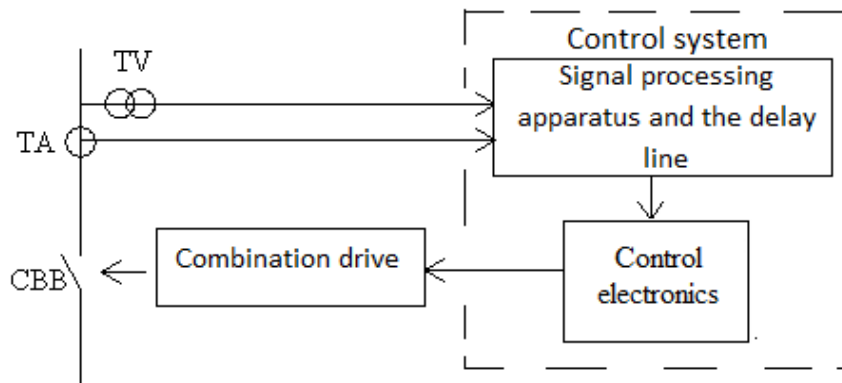 Control system
TV
Signal processing
apparatus and the delay
line
TA
CBB
Combination drive
Control
electronics